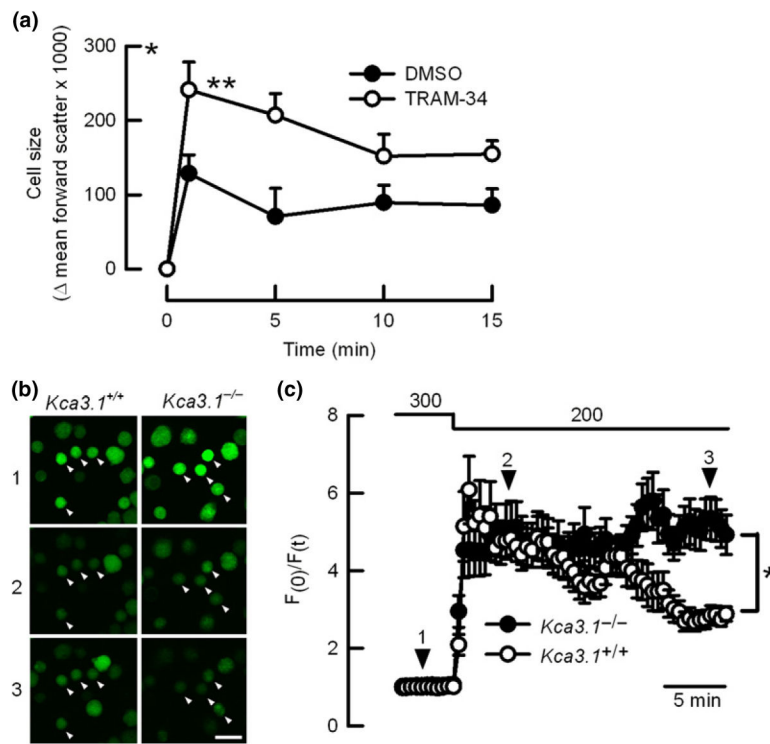 (a)
300
200
100
0
*
**
DMSO
TRAM-34
Cell size
(Δ mean forward scatter x 1000)
0
5
10
15
Time (min)
(b)
Kca3.1+/+
Kca3.1−/−
1
2
3
(c)
300
200
8
6
4
2
0
F(0)/F(t)
1
2
3
*
Kca3.1−/−
Kca3.1+/+
5 min